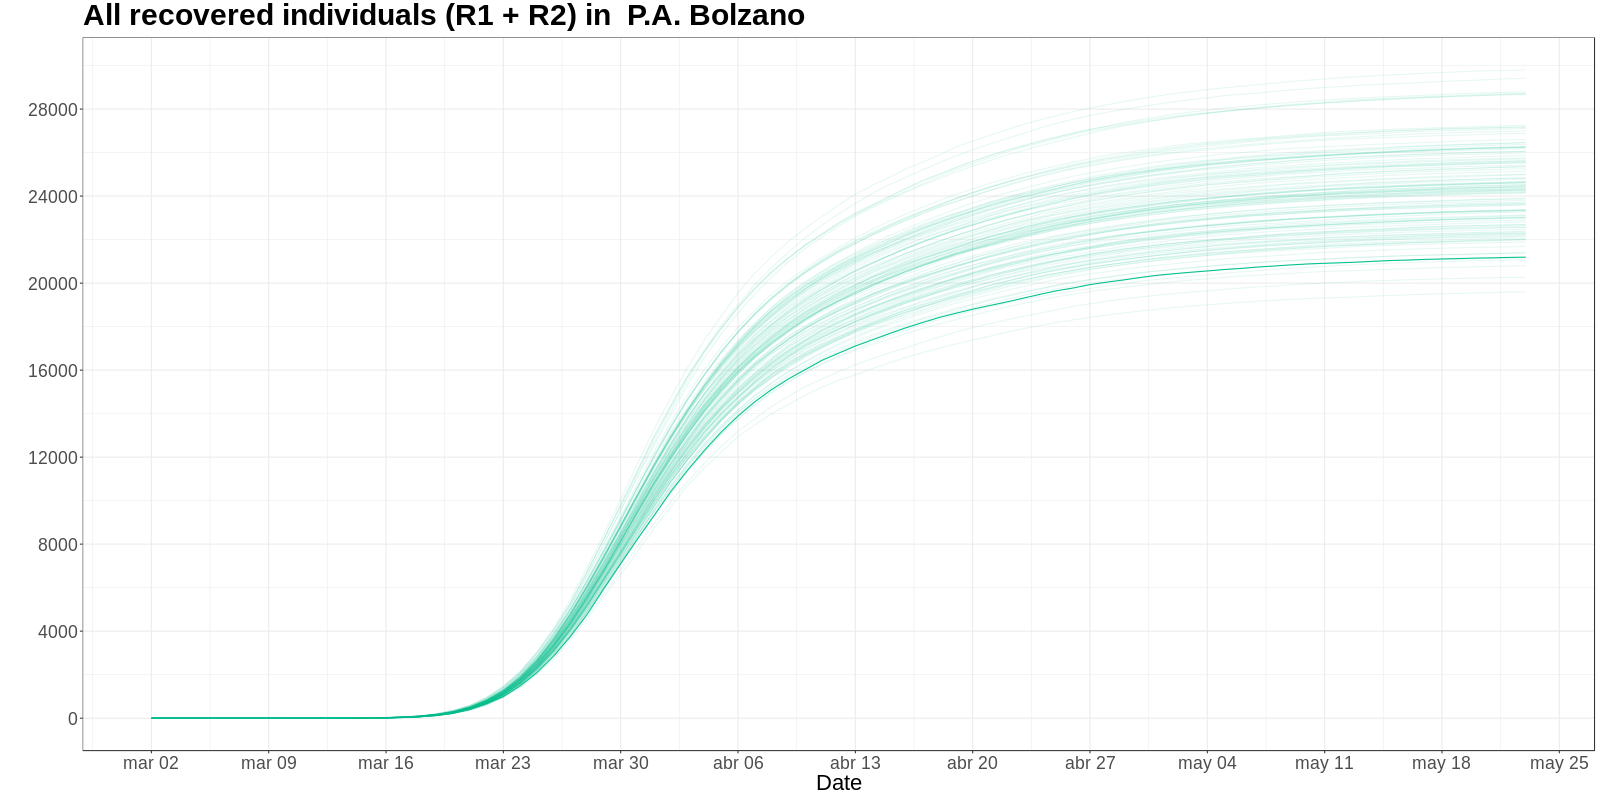 All recovered individuals (R1 + R2) in  P.A. Bolzano
28000
24000
20000
16000
12000
8000
4000
0
mar 02 mar 09 mar 16 mar 23 mar 30 abr 06 abr 13 abr 20 abr 27 may 04 may 11 may 18 may 25
Date